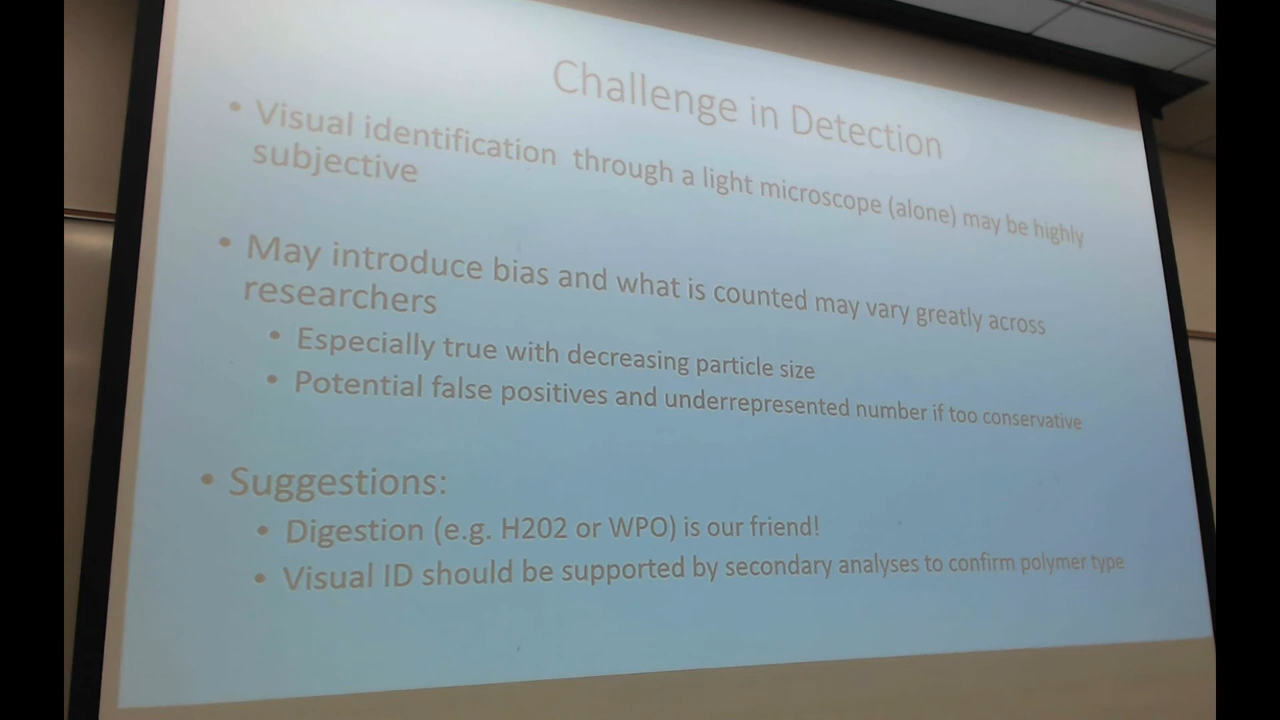 Challenge in Detection
• Visual identification through a light microscope (alone) may be highly
subjective
• May introduce bias and what is counted may vary greatly across
researchers
• Especially true with decreasing particle size
• Potential false positives and underrepresented number if too conservative
• Suggestions:
• Digestion (e.g. H202 or WPO) is our friend!
• Visual ID should be supported by secondary analyses to confirm polymer type